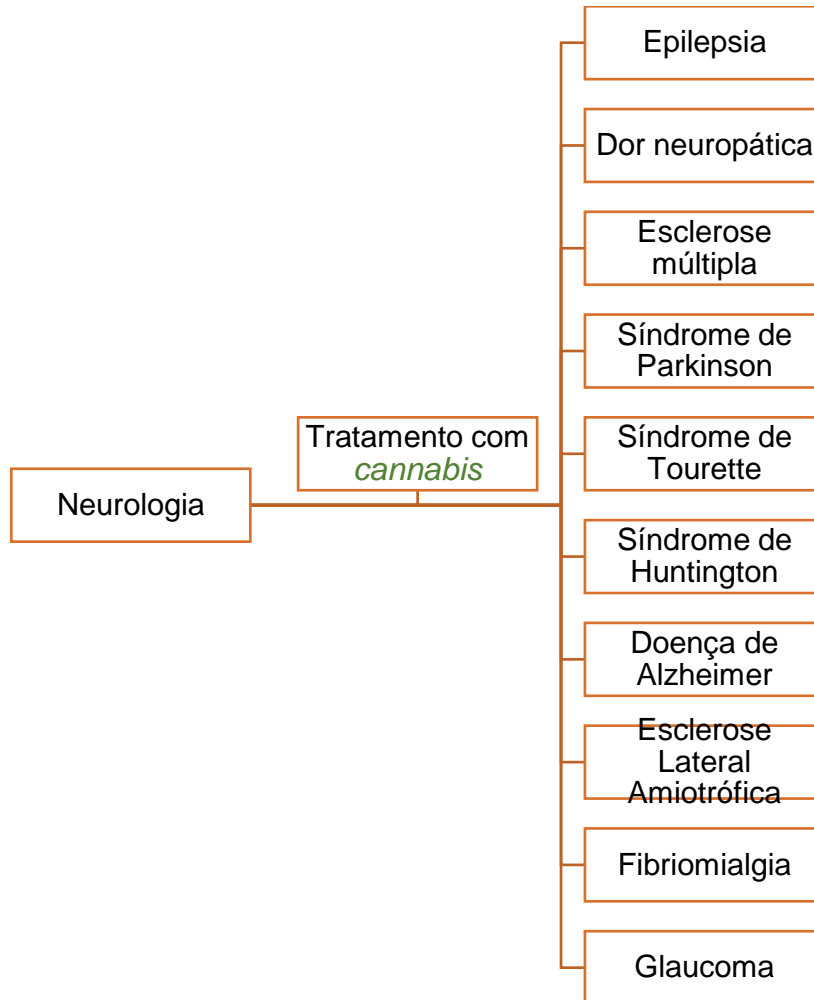 Neurologia
Tratamento com
cannabis
Epilepsia
Dor neuropática
Esclerose
múltipla
Síndrome de
Parkinson
Síndrome de
Tourette
Síndrome de
Huntington
Doença de
Alzheimer
Esclerose
Lateral
Amiotrófica
Fibriomialgia
Glaucoma